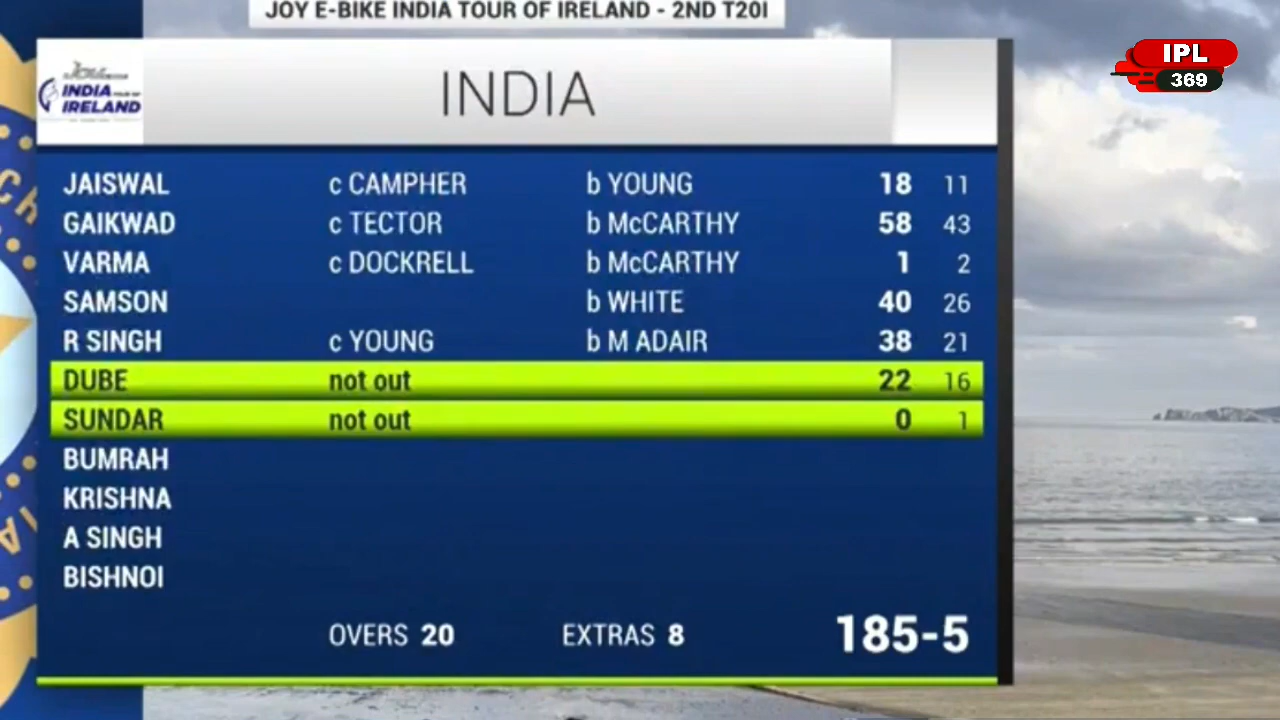 JOY E-BIKE INDIA TOUR OF IRELAND - 2ND T20I
IPL
369
INDIA
INDIA
IRELAND
JAISWAL c CAMPHER b YOUNG 18 11
GAIKWAD c TECTOR b McCARTHY 58 43
VARMA c DOCKRELL b McCARTHY 1 2
SAMSON b WHITE 40 26
R SINGH c YOUNG b M ADAIR 38 21
DUBE not out 22 16
SUNDAR not out 0 1
BUMRAH
KRISHNA
A SINGH
BISHNOI
OVERS 20 EXTRAS 8 185-5